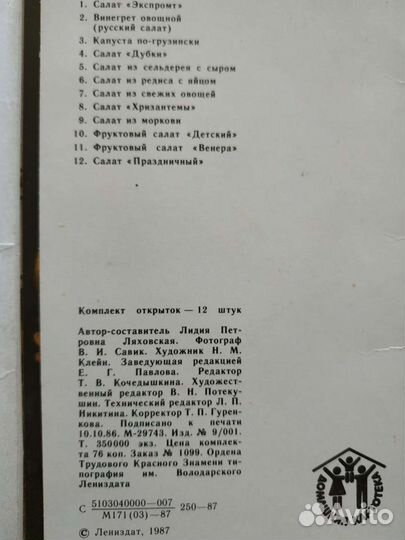 1. Салат «Экспромт»
2. Винегрет овощной
(русский салат)
3. Капуста по-грузински
4. Салат «Дубки»
5. Салат из сельдерея с сыром
6. Салат из редиса с яйцом
7. Салат из свежих овощей
8. Салат «Хризантемы»
9. Салат из моркови
10. Фруктовый салат «Детский»
11. Фруктовый салат «Венера»
12. Салат «Праздничный»
Комплект открыток — 12 штук
Автор-составитель Лидия Пет-
ровна Ляховская. Фотограф
В. И. Савик. Художник Н. М.
Клейн. Заведующая редакцией
Е. Г. Павлова. Редактор
Т. В. Кочедышкина. Художест-
венный редактор В. Н. Потеку-
шин. Технический редактор Л. П.
Никитина. Корректор Т. П. Гурен-
кова. Подписано к печати
10.10.86. М-29743. Изд. № 9/001.
Т. 350000 экз. Цена комплек-
та 76 коп. Заказ № 1099. Ордена
Трудового Красного Знамени ти-
пография им. Володарского
Лениздата
С 5103040000—007
М171(03)—87 250—87
© Лениздат, 1987
Avito